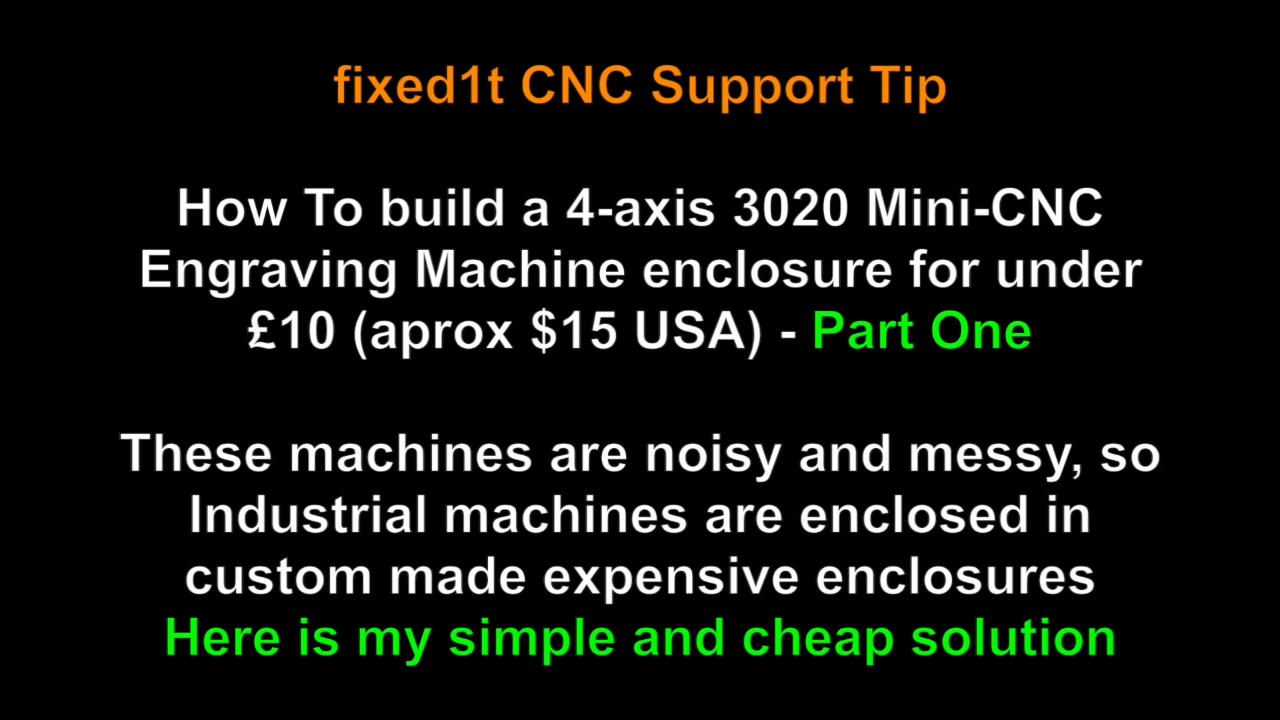 fixed1t CNC Support Tip
How To build a 4-axis 3020 Mini-CNC
Engraving Machine enclosure for under
£10 (aprox $15 USA) - Part One
These machines are noisy and messy, so
Industrial machines are enclosed in
custom made expensive enclosures
Here is my simple and cheap solution